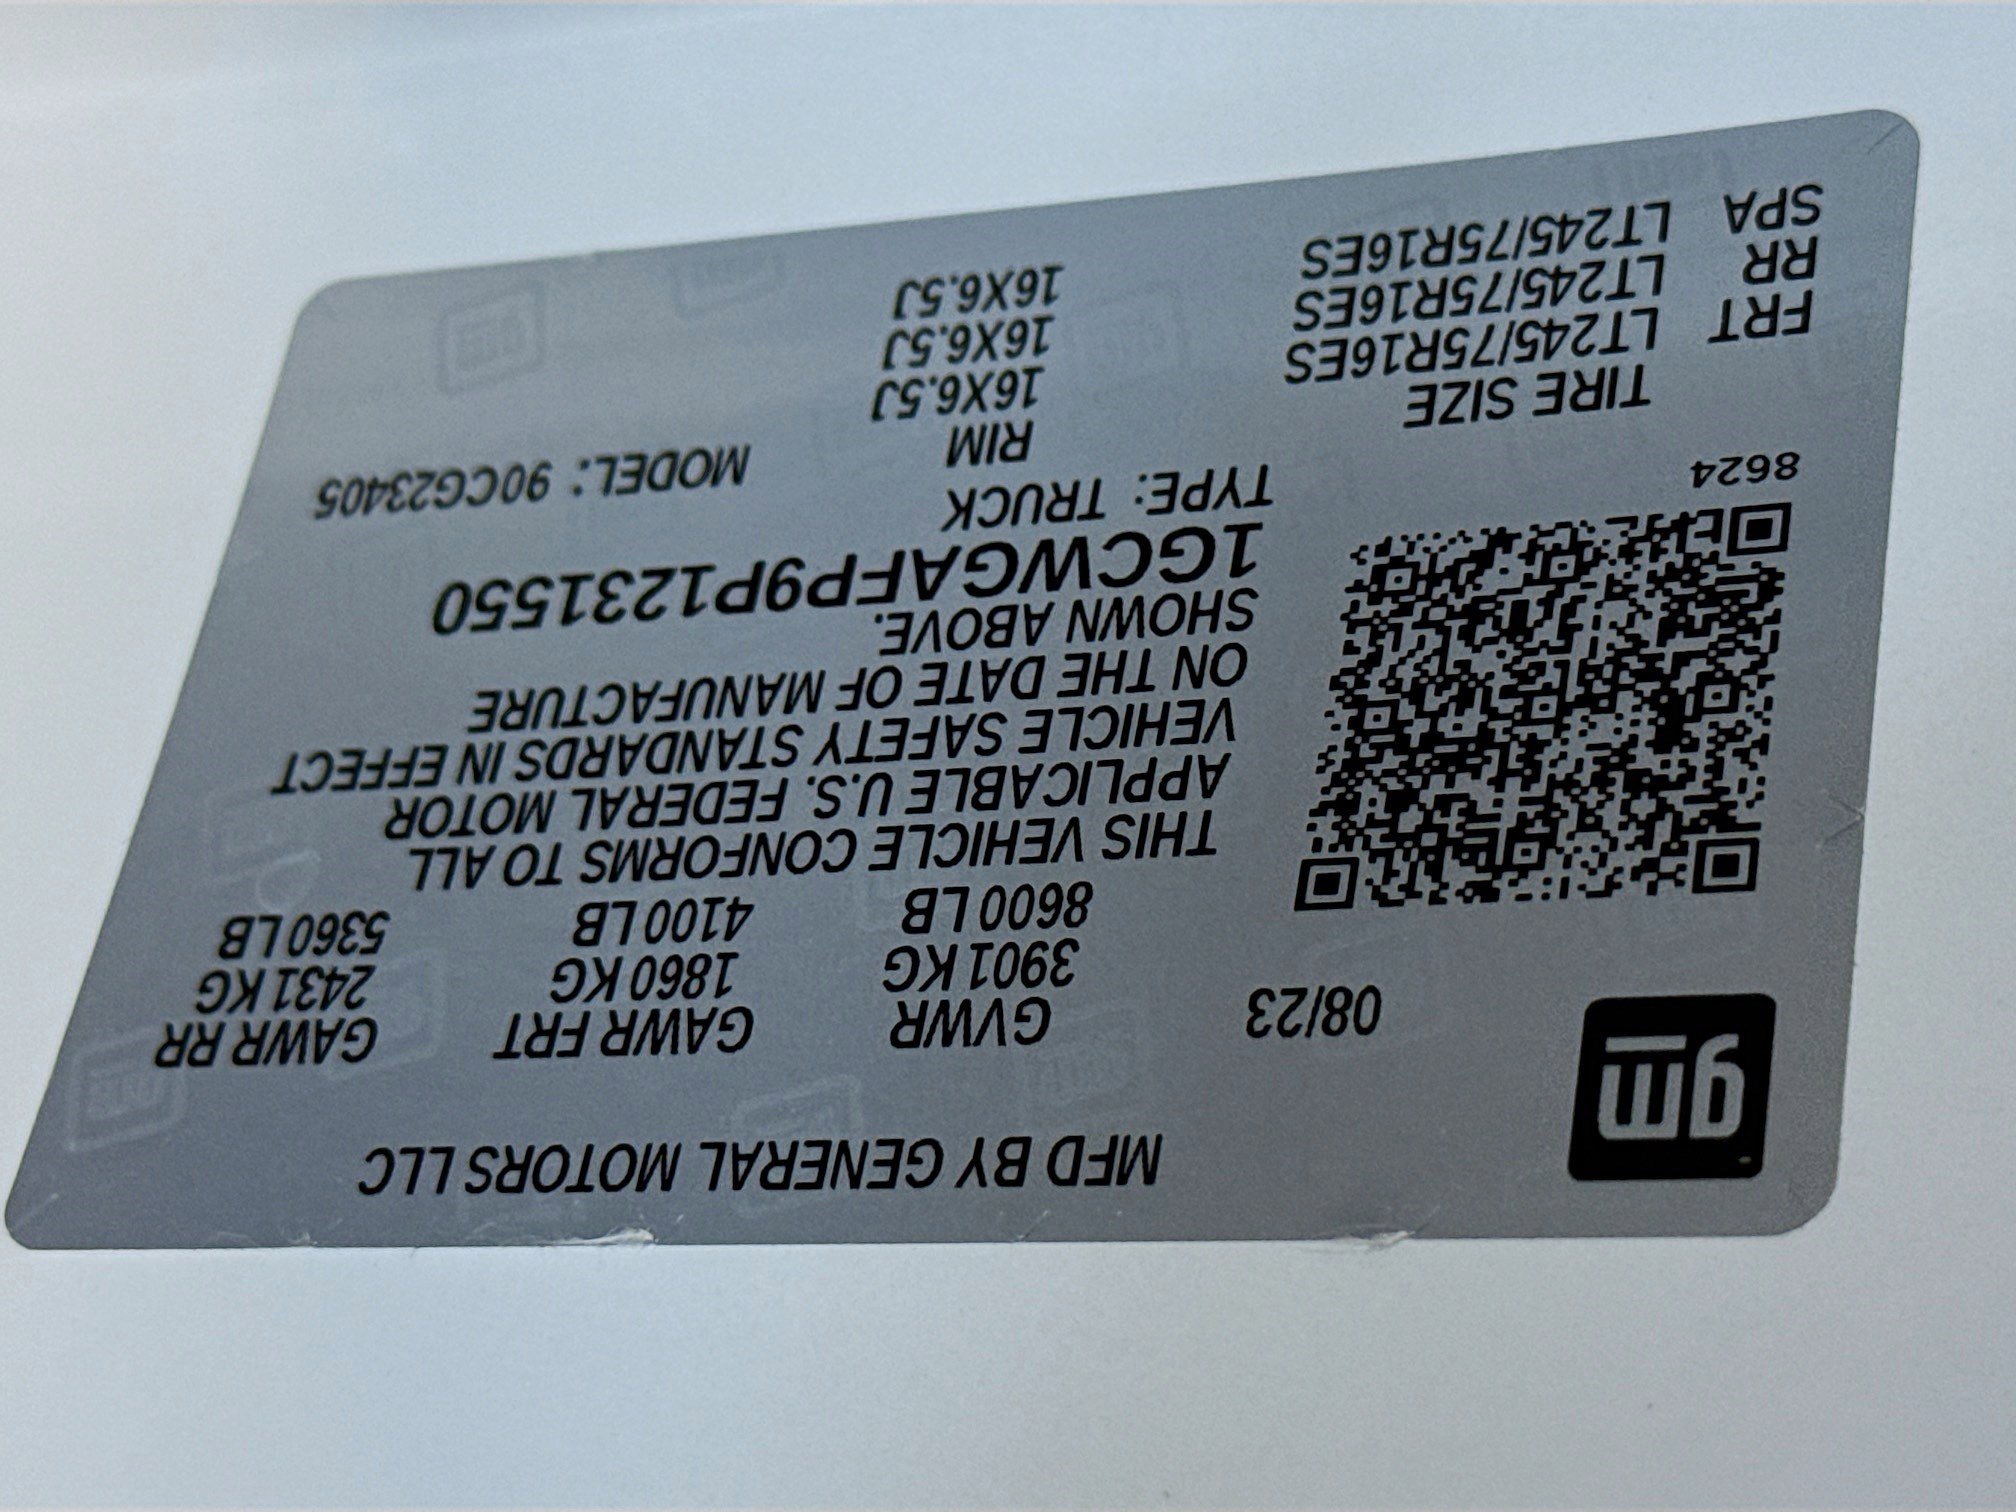 MFD BY GENERAL MOTORS LLC
gm
08/23
GVWR GAWR FRT GAWR RR
3901 KG 1860 KG 2431 KG
8600 LB 4100 LB 5360 LB
THIS VEHICLE CONFORMS TO ALL
APPLICABLE U.S. FEDERAL MOTOR
VEHICLE SAFETY STANDARDS IN EFFECT
ON THE DATE OF MANUFACTURE
SHOWN ABOVE.
1GCWGAFP9P1231550
8624
TYPE: TRUCK MODEL: 90CG23405
TIRE SIZE RIM
FRT LT245/75R16ES 16X6.5J
RR LT245/75R16ES 16X6.5J
SPA LT245/75R16ES 16X6.5J